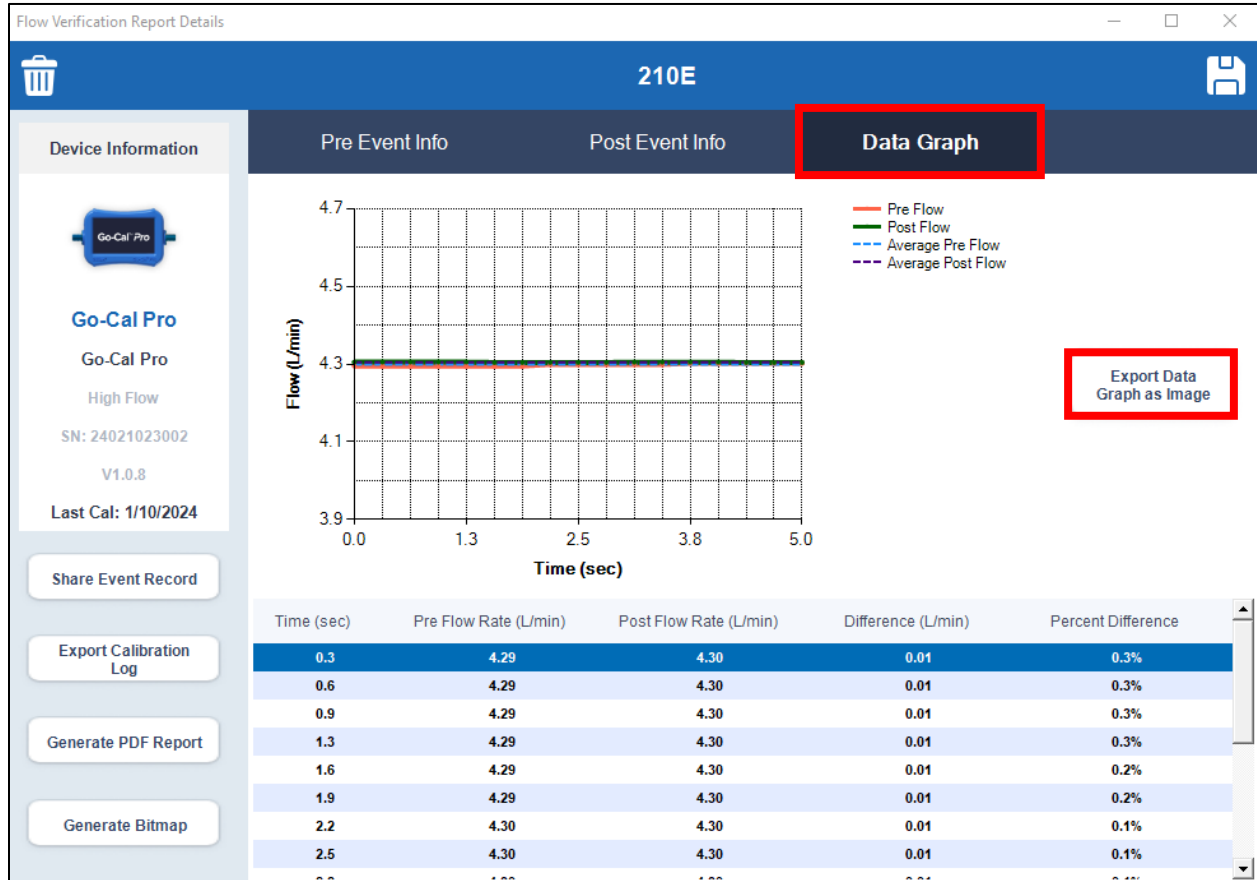 Flow Verification Report Details
210E
Device Information
Go-Cal Pro
Go-Cal Pro
Go-Cal Pro
High Flow
SN: 24021023002
V1.0.8
Last Cal: 1/10/2024
Share Event Record
Export Calibration
Log
Generate PDF Report
Generate Bitmap
Pre Event Info Post Event Info Data Graph
4.7
4.5
4.3
4.1
3.9
Flow (L/min)
0.0 1.3 2.5 3.8 5.0
Time (sec)
Pre Flow
Post Flow
Average Pre Flow
Average Post Flow
Export Data
Graph as Image
Time (sec) Pre Flow Rate (L/min) Post Flow Rate (L/min) Difference (L/min) Percent Difference
0.3 4.29 4.30 0.01 0.3%
0.6 4.29 4.30 0.01 0.3%
0.9 4.29 4.30 0.01 0.3%
1.3 4.29 4.30 0.01 0.3%
1.6 4.29 4.30 0.01 0.2%
1.9 4.29 4.30 0.01 0.2%
2.2 4.30 4.30 0.01 0.1%
2.5 4.30 4.30 0.01 0.1%